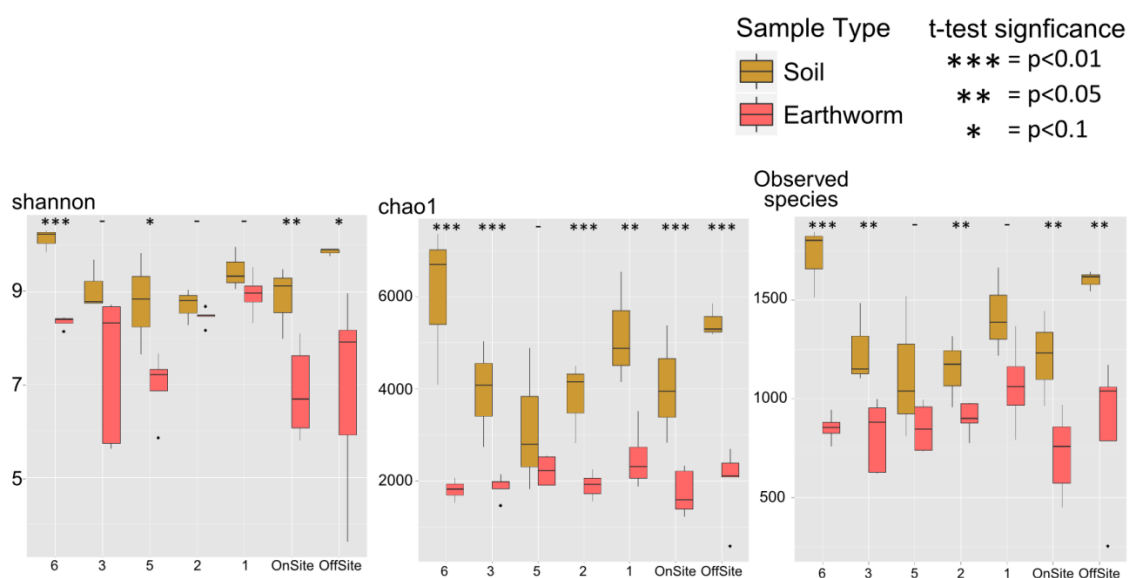 Sample Type
Soil
Earthworm
t-test signficance
*** = p<0.01
** = p<0.05
* = p<0.1
shannon
*** - * - - ** *
9
7
5
6 3 5 2 1 OnSite OffSite
chao1
*** *** - *** ** *** ***
6000
4000
2000
6 3 5 2 1 OnSite OffSite
Observed
species
*** ** - ** - ** **
1500
1000
500
6 3 5 2 1 OnSite OffSite